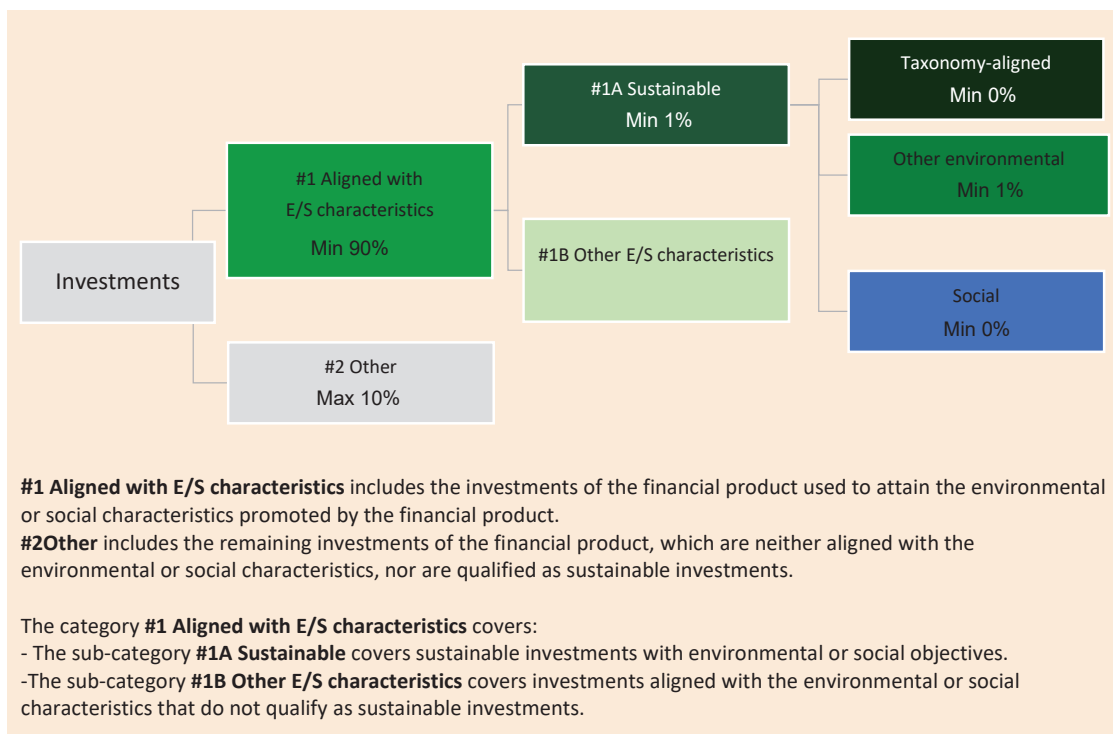 Investments
#1 Aligned with
E/S characteristics
Min 90%
#2 Other
Max 10%
#1A Sustainable
Min 1%
#1B Other E/S characteristics
Taxonomy-aligned
Min 0%
Other environmental
Min 1%
Social
Min 0%
#1 Aligned with E/S characteristics includes the investments of the financial product used to attain the environmental
or social characteristics promoted by the financial product.
#2Other includes the remaining investments of the financial product, which are neither aligned with the
environmental or social characteristics, nor are qualified as sustainable investments.
The category #1 Aligned with E/S characteristics covers:
- The sub-category #1A Sustainable covers sustainable investments with environmental or social objectives.
-The sub-category #1B Other E/S characteristics covers investments aligned with the environmental or social
characteristics that do not qualify as sustainable investments.